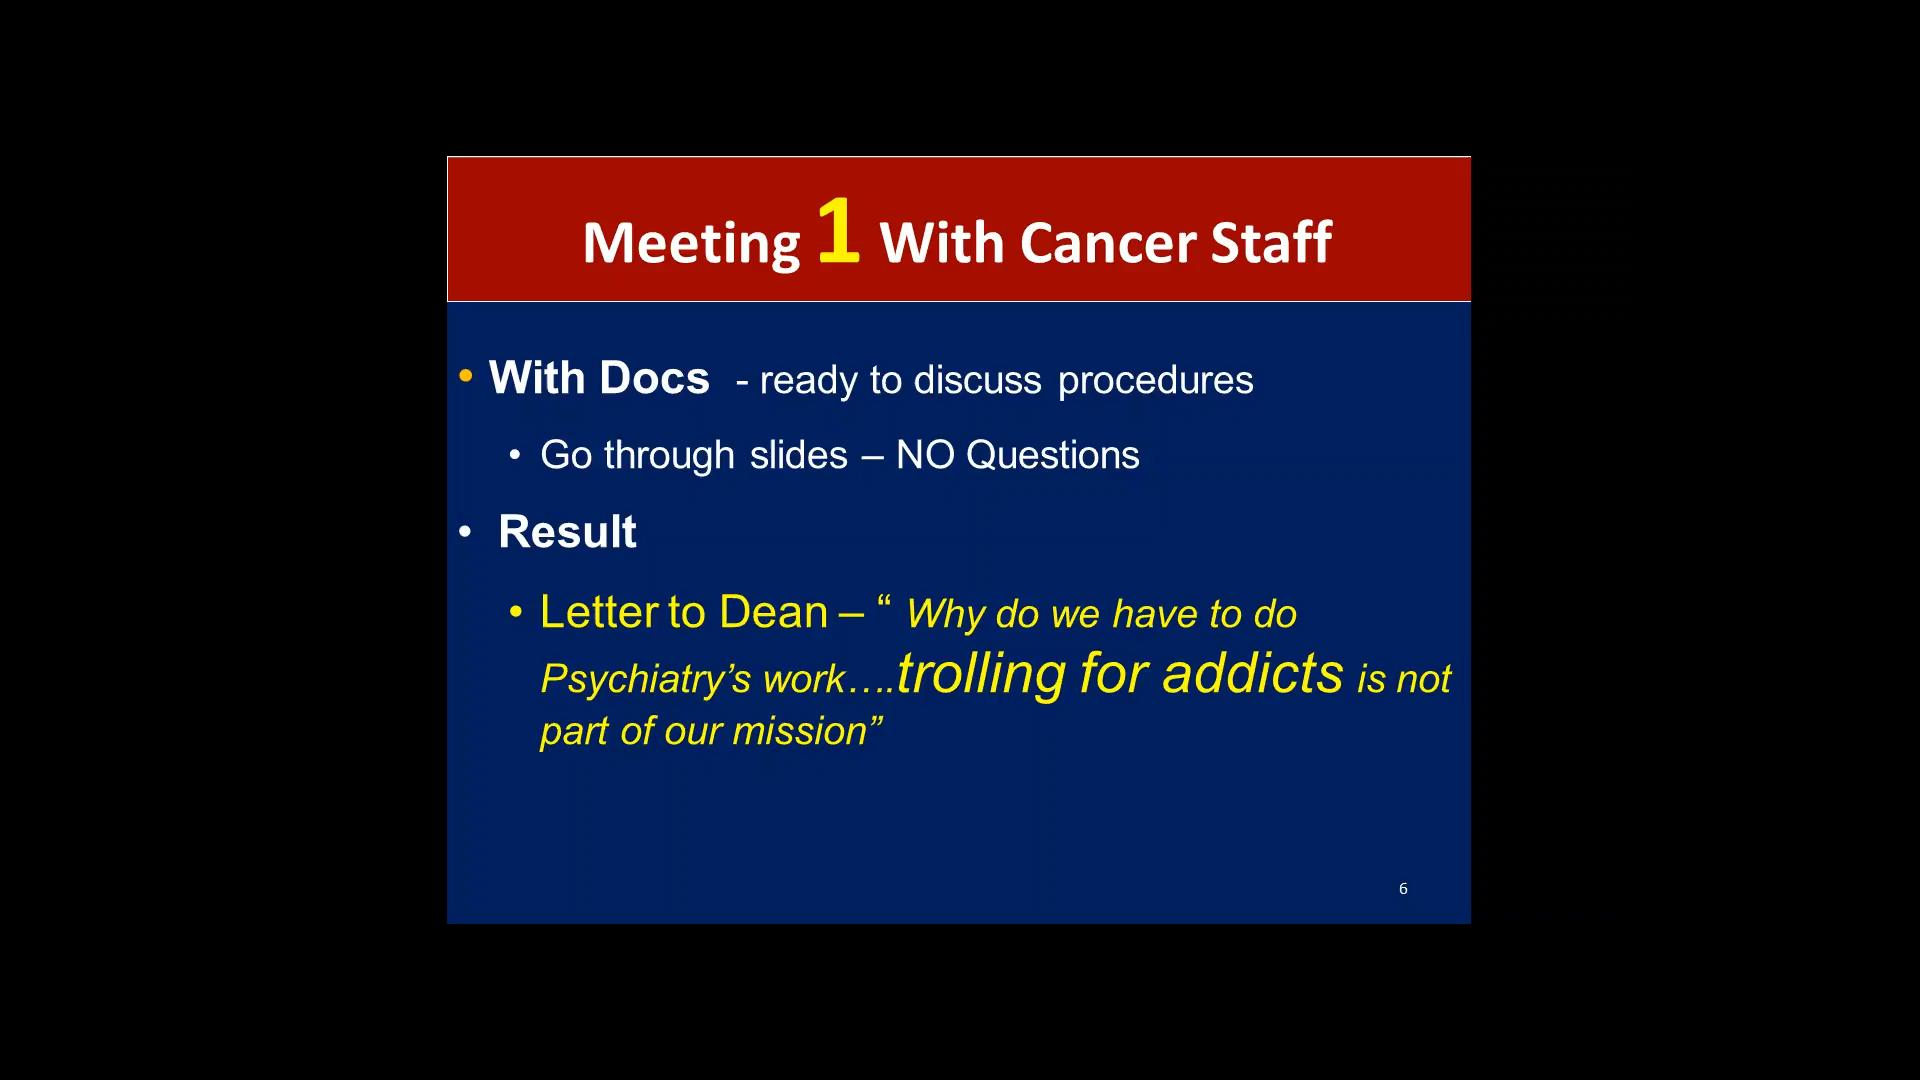 Meeting 1 With Cancer Staff
• With Docs - ready to discuss procedures
• Go through slides – NO Questions
• Result
• Letter to Dean – “ Why do we have to do
Psychiatry’s work….trolling for addicts is not
part of our mission”
6